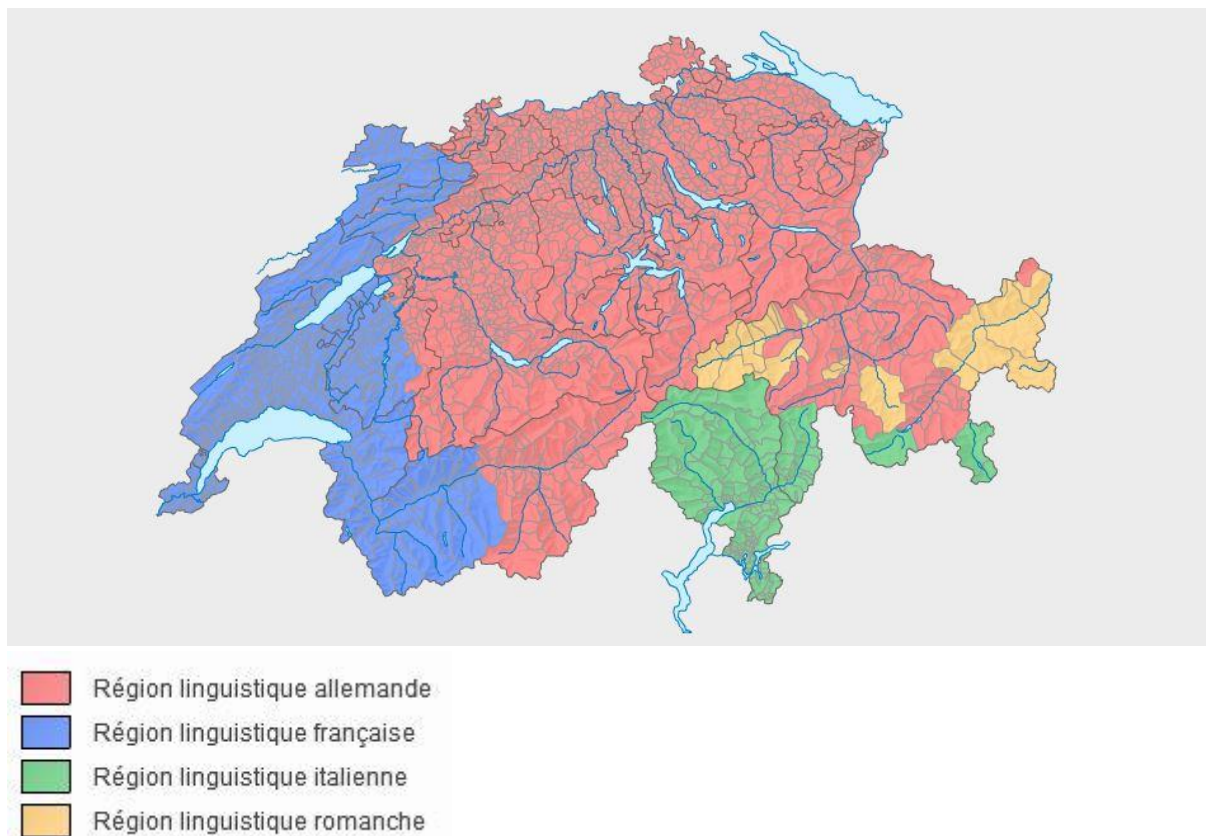 Région linguistique allemande
Région linguistique française
Région linguistique italienne
Région linguistique romanche